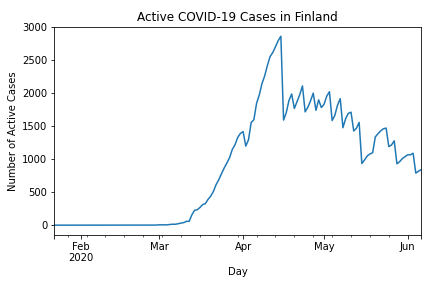 Active COVID-19 Cases in Finland
Number of Active Cases
3000
2500
2000
1500
1000
500
0
Feb
2020
Mar
Apr
May
Jun
Day